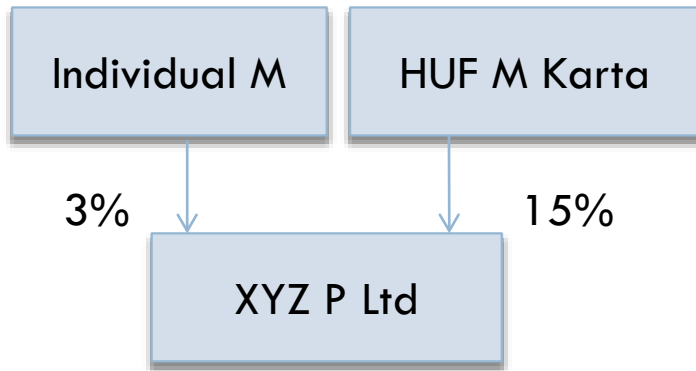 Individual M
HUF M Karta
3%
15%
XYZ P Ltd